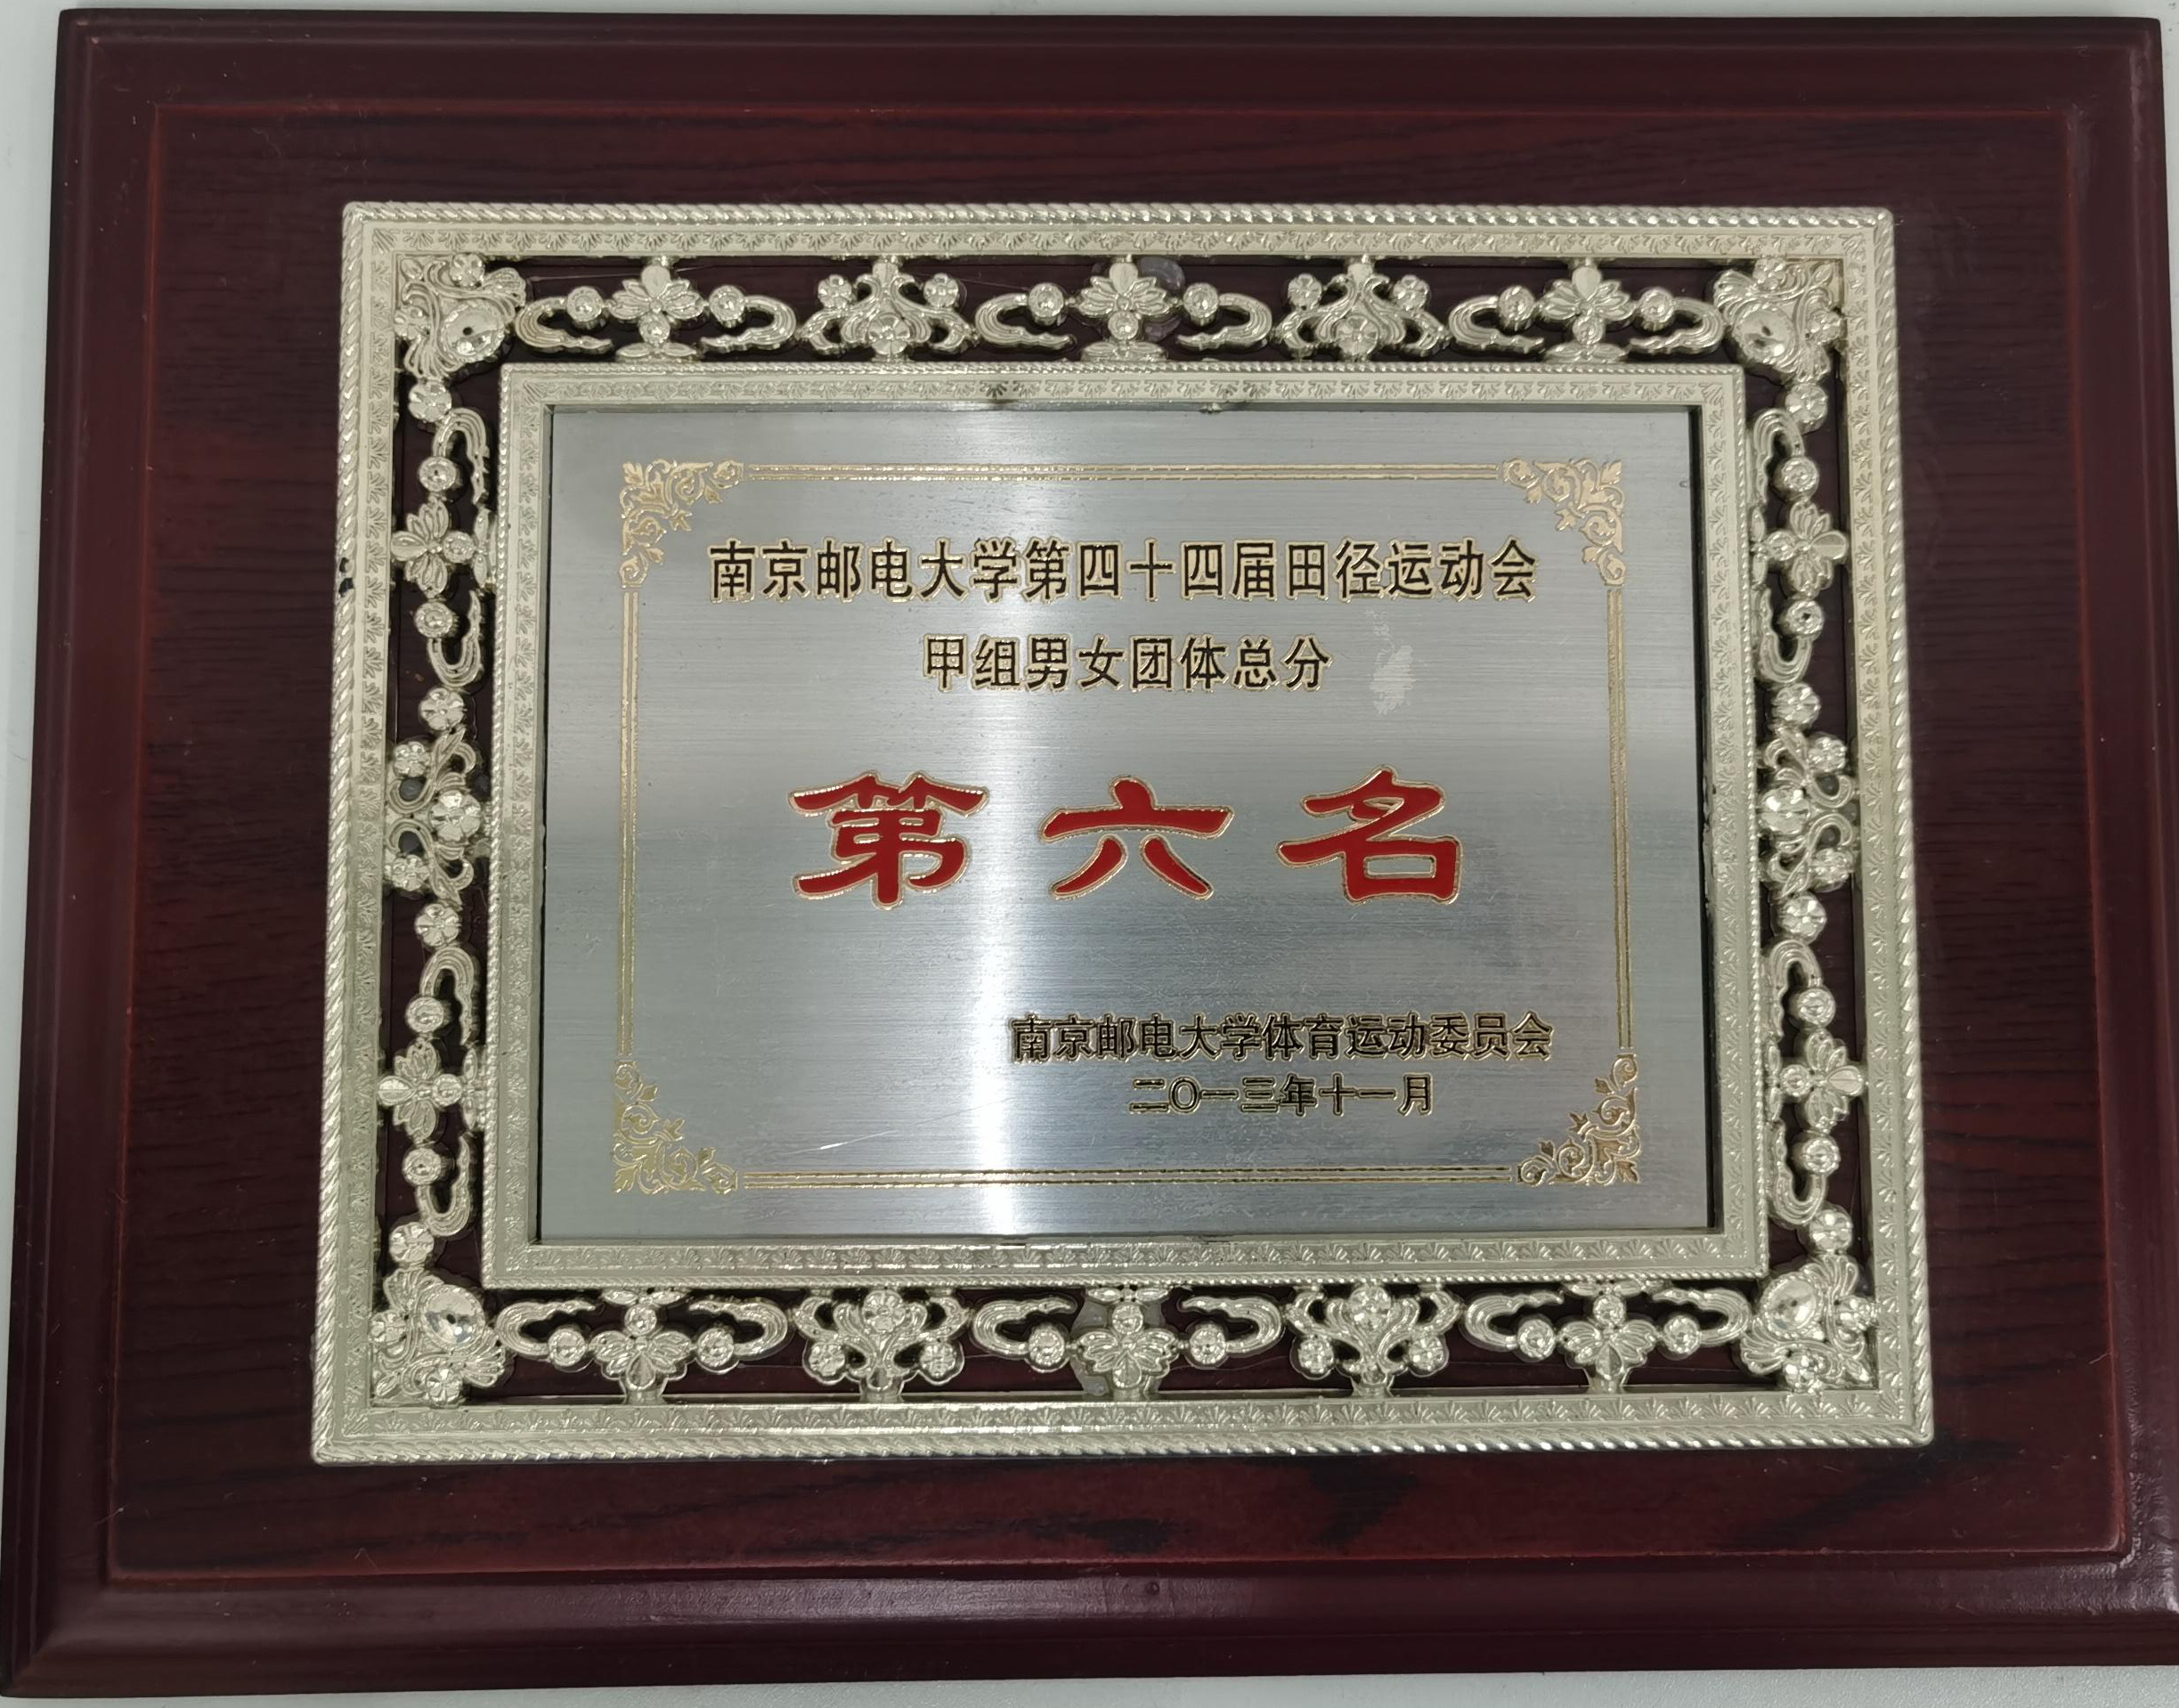 南京邮电大学第四十四届田径运动会
甲组男女团体总分
第六名
南京邮电大学体育运动委员会
二〇一三年十一月